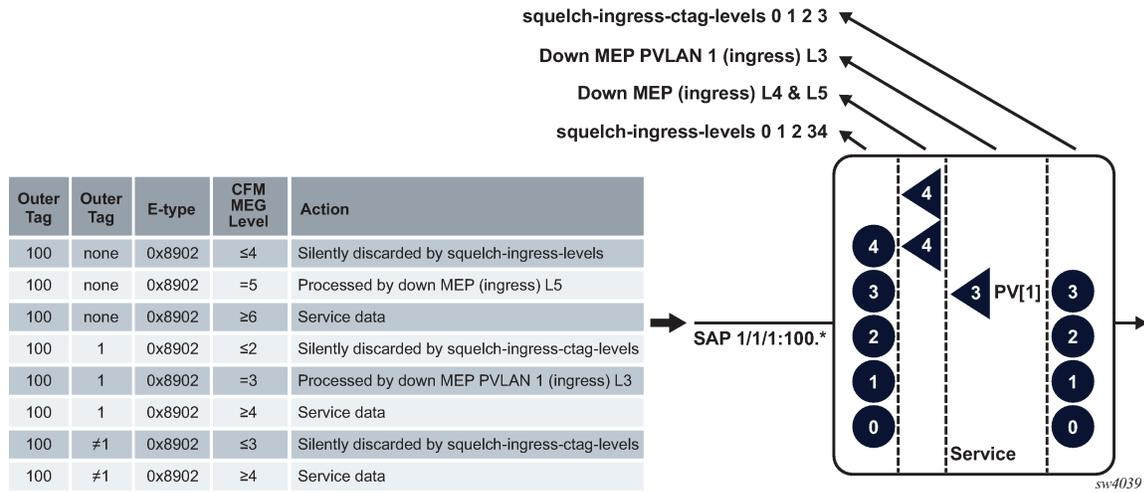 squelch-ingress-ctag-levels 0 1 2 3
Down MEP PVLAN 1 (ingress) L3
Down MEP (ingress) L4 & L5
squelch-ingress-levels 0 1 2 34
Outer Tag Outer Tag E-type CFM MEG Level Action
100 none 0x8902 ≤4 Silently discarded by squelch-ingress-levels
100 none 0x8902 =5 Processed by down MEP (ingress) L5
100 none 0x8902 ≥6 Service data
100 1 0x8902 ≤2 Silently discarded by squelch-ingress-ctag-levels
100 1 0x8902 =3 Processed by down MEP PVLAN 1 (ingress) L3
100 1 0x8902 ≥4 Service data
100 ≠1 0x8902 ≤3 Silently discarded by squelch-ingress-ctag-levels
100 ≠1 0x8902 ≥4 Service data
SAP 1/1/1:100.*
4
4 4
3 3 PV[1] 3
2 2
1 1
0 0
Service
sw4039